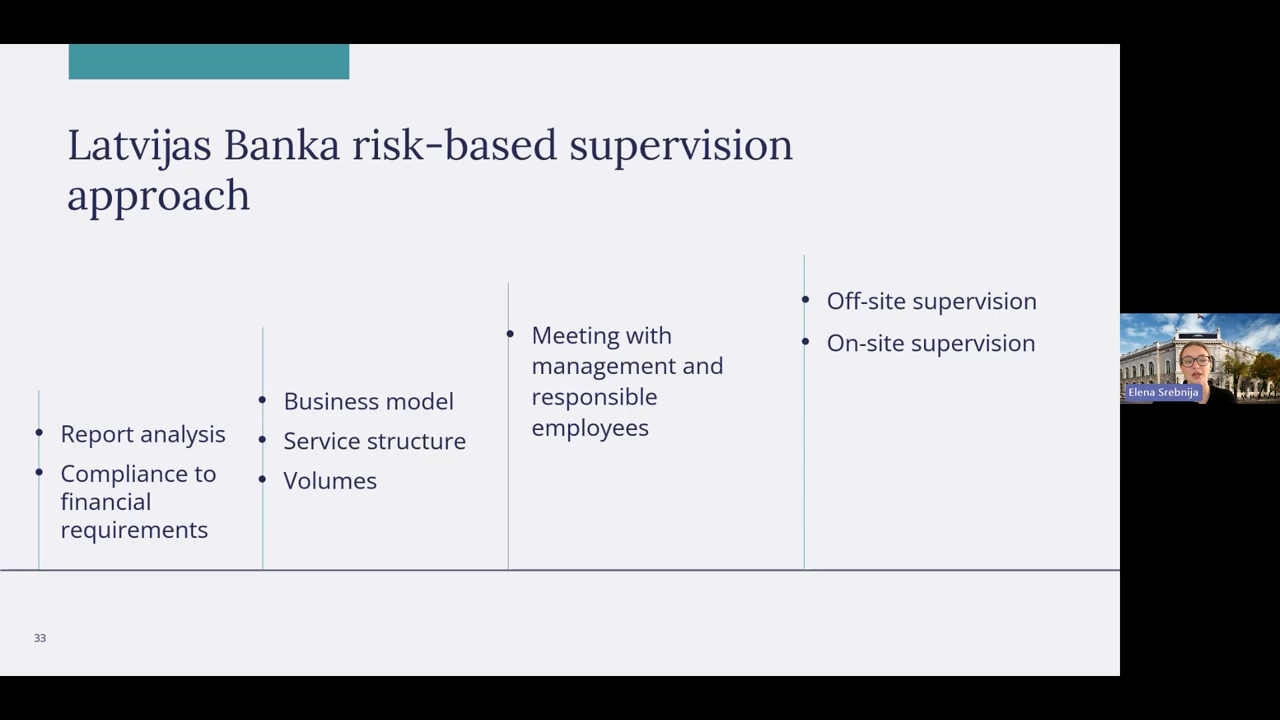 Latvijas Banka risk-based supervision
approach
Report analysis
Compliance to
financial
requirements
Business model
Service structure
Volumes
Meeting with
management and
responsible
employees
Off-site supervision
On-site supervision
33
Elena Srebnija